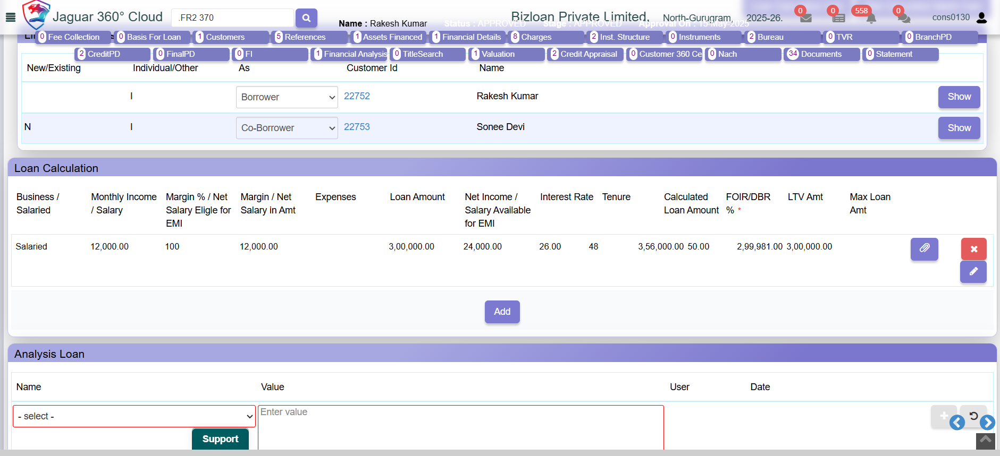 Jaguar 360° Cloud
.FR2 370
Name : Rakesh Kumar
Status : APPROVED
Stage : APPROVED
Approval On : 15-May-2025
Bizloan Private Limited,
North-Gurugram,
2025-26.
0
0
558
0
cons0130
0 Fee Collection
0 Basis For Loan
1 Customers
5 References
1 Assets Financed
1 Financial Details
8 Charges
2 Inst. Structure
0 Instruments
2 Bureau
0 TVR
0 BranchPD
2 CreditPD
0 FinalPD
0 FI
1 Financial Analysis
0 TitleSearch
1 Valuation
2 Credit Appraisal
0 Customer 360 Ce
0 Nach
34 Documents
0 Statement
New/Existing Individual/Other As Customer Id Name
I Borrower 22752 Rakesh Kumar Show
N I Co-Borrower 22753 Sonee Devi Show
Loan Calculation
Business / Salaried
Monthly Income / Salary
Margin % / Net Salary Eligle for EMI
Margin / Net Salary in Amt
Expenses
Loan Amount
Net Income / Salary Available for EMI
Interest Rate
Tenure
Calculated Loan Amount
FOIR/DBR % *
LTV Amt
Max Loan Amt
Salaried 12,000.00 100 12,000.00 3,00,000.00 24,000.00 26.00 48 3,56,000.00 50.00 2,99,981.00 3,00,000.00
Add
Analysis Loan
Name Value User Date
- select -
Enter value
Support